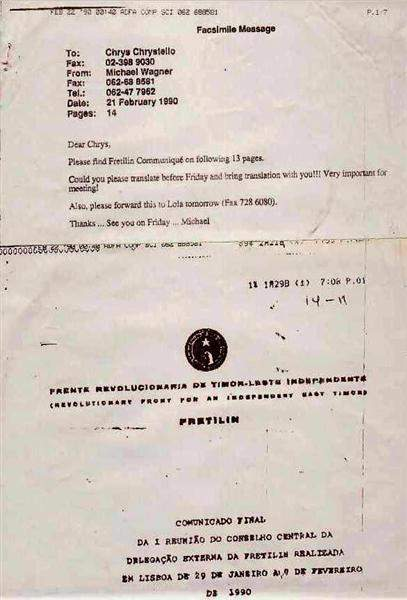 FEB 22 '90 00:40 ADFA COMP SCI 062 688581 P.1/7
Facsimile Message
To: Chrys Chrystello
Fax: 02-398 9030
From: Michael Wagner
Fax: 062-68 8581
Tel.: 062-47 7962
Date: 21 February 1990
Pages: 14
Dear Chrys,
Please find Fretilin Communiqué on following 13 pages.
Could you please translate before Friday and bring translation with you!!! Very important for
meeting!
Also, please forward this to Lola tomorrow (Fax 728 6080).
Thanks ... See you on Friday ... Michael
ADFA COMP SCI 062 688581
1M29B (1) 7:08 P.01
14-11
FRENTE REVOLUCIONARIA DE TIMOR-LESTE INDEPENDENTE
(REVOLUTIONARY FRONT FOR AN INDEPENDENT EAST TIMOR)
FRETILIN
COMUNICADO FINAL
DA I REUNIÃO DO CONSELHO CENTRAL DA
DELEGAÇÃO EXTERNA DA FRETILIN REALIZADA
EM LISBOA DE 29 DE JANEIRO A 9 DE FEVEREIRO
DE 1990